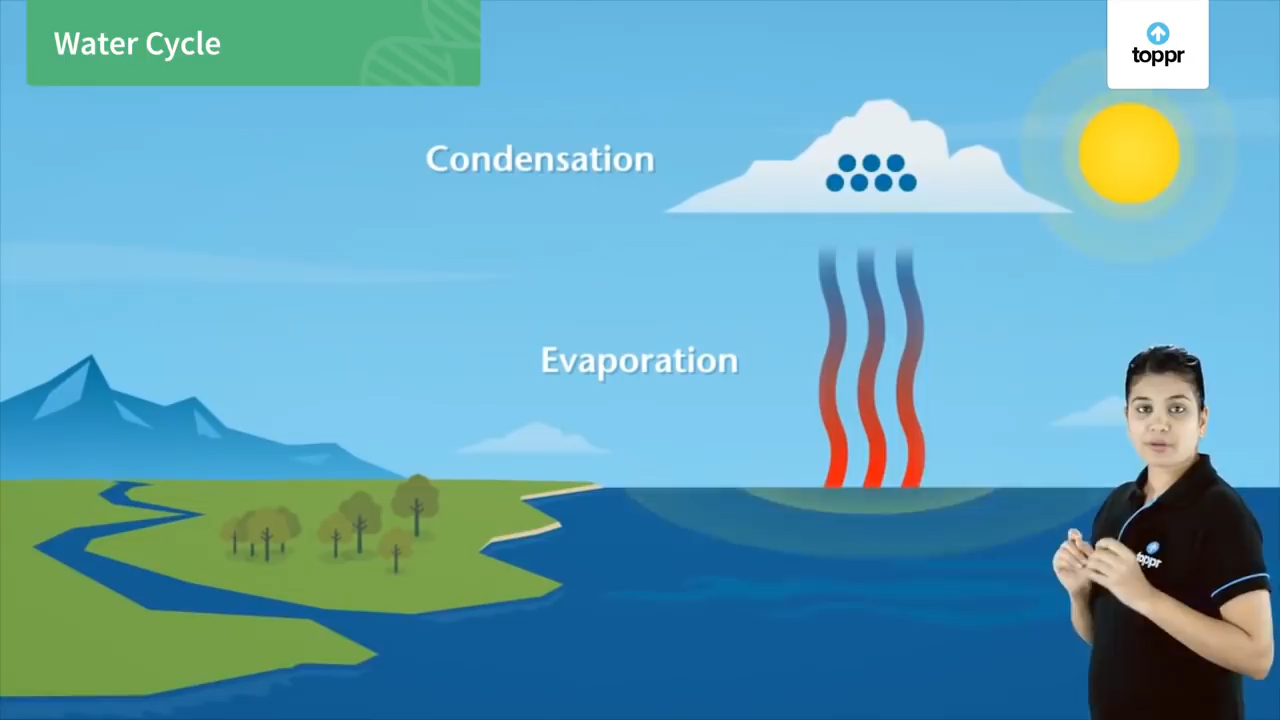 Water Cycle
toppr
Condensation
Evaporation
toppr